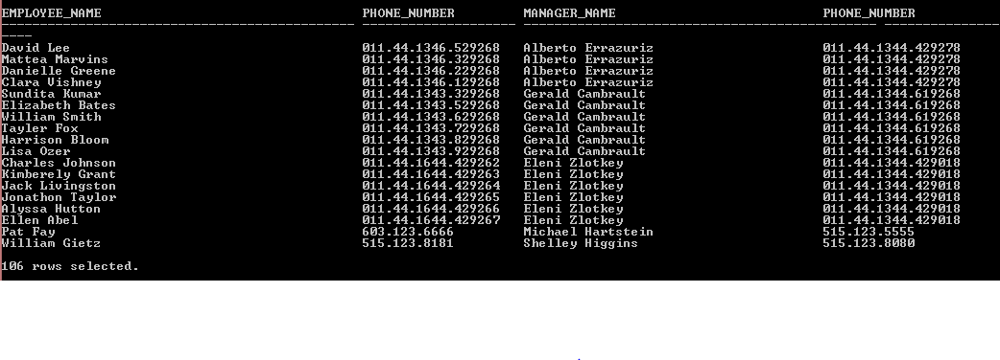 EMPLOYEE_NAME PHONE_NUMBER MANAGER_NAME PHONE_NUMBER
David Lee 011.44.1346.529268 Alberto Errazuriz 011.44.1344.429278
Mattea Marvins 011.44.1346.329268 Alberto Errazuriz 011.44.1344.429278
Danielle Greene 011.44.1346.229268 Alberto Errazuriz 011.44.1344.429278
Clara Vishney 011.44.1346.129268 Alberto Errazuriz 011.44.1344.429278
Sundita Kumar 011.44.1343.329268 Gerald Cambrault 011.44.1344.619268
Elizabeth Bates 011.44.1343.529268 Gerald Cambrault 011.44.1344.619268
William Smith 011.44.1343.629268 Gerald Cambrault 011.44.1344.619268
Tayler Fox 011.44.1343.729268 Gerald Cambrault 011.44.1344.619268
Harrison Bloom 011.44.1343.829268 Gerald Cambrault 011.44.1344.619268
Lisa Ozer 011.44.1343.929268 Gerald Cambrault 011.44.1344.619268
Charles Johnson 011.44.1644.429262 Eleni Zlotkey 011.44.1344.429018
Kimberely Grant 011.44.1644.429263 Eleni Zlotkey 011.44.1344.429018
Jack Livingston 011.44.1644.429264 Eleni Zlotkey 011.44.1344.429018
Jonathon Taylor 011.44.1644.429265 Eleni Zlotkey 011.44.1344.429018
Alyssa Hutton 011.44.1644.429266 Eleni Zlotkey 011.44.1344.429018
Ellen Abel 011.44.1644.429267 Eleni Zlotkey 011.44.1344.429018
Pat Fay 603.123.6666 Michael Hartstein 515.123.5555
William Gietz 515.123.8181 Shelley Higgins 515.123.8080
106 rows selected.